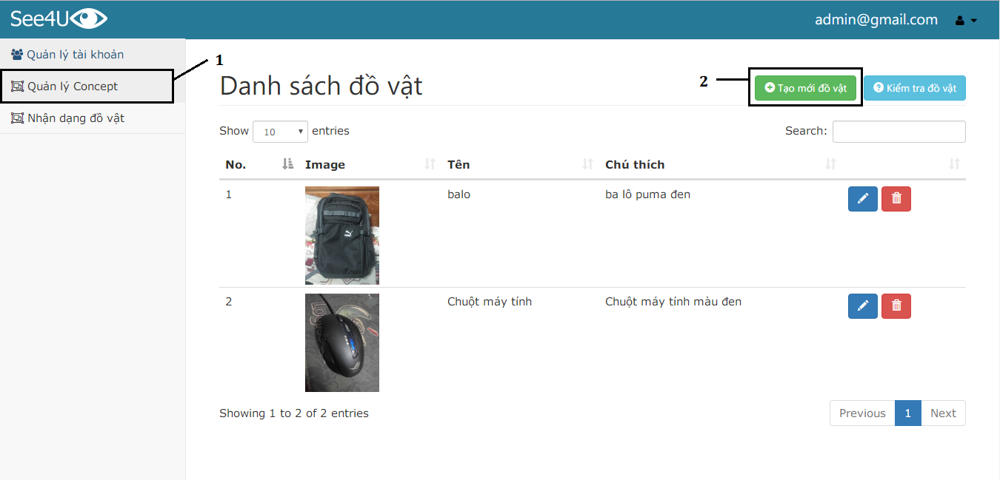 See4U
admin@gmail.com
Quản lý tài khoản
Quản lý Concept
Nhận dạng đồ vật
1
Danh sách đồ vật
2
Tạo mới đồ vật
Kiểm tra đồ vật
Show 10 entries
Search:
No. Image Tên Chú thích
1 balo ba lô puma đen
2 Chuột máy tính Chuột máy tính màu đen
Showing 1 to 2 of 2 entries
Previous 1 Next